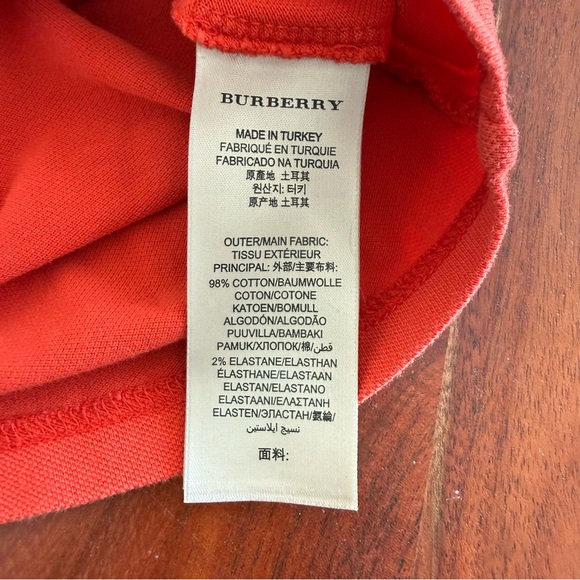 BURBERRY
MADE IN TURKEY
FABRIQUÉ EN TURQUIE
FABRICADO NA TURQUIA
原產地 土耳其
원산지: 터키
原产地 土耳其
OUTER/MAIN FABRIC:
TISSU EXTÉRIEUR
PRINCIPAL: 外部/主要布料:
98% COTTON/BAUMWOLLE
COTON/COTONE
KATOEN/BOMULL
ALGODÓN/ALGODÃO
PUUVILLA/BAMBAKI
PAMUK/ХЛОПОК/棉/قطن/
2% ELASTANE/ELASTHAN
ÉLASTHANE/ELASTAAN
ELASTAN/ELASTANO
ELASTAANI/ΕΛΑΣΤΑΝΗ
ELASTEN/ЭЛАСТАН/氨綸/
نسيج ايلاستين
面料: